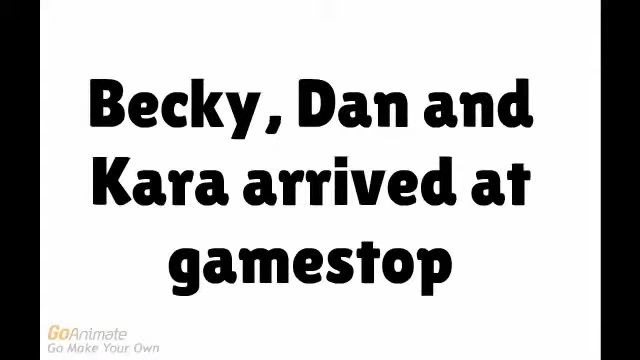 Becky, Dan and
Kara arrived at
gamestop
GoAnimate
Go Make Your Own